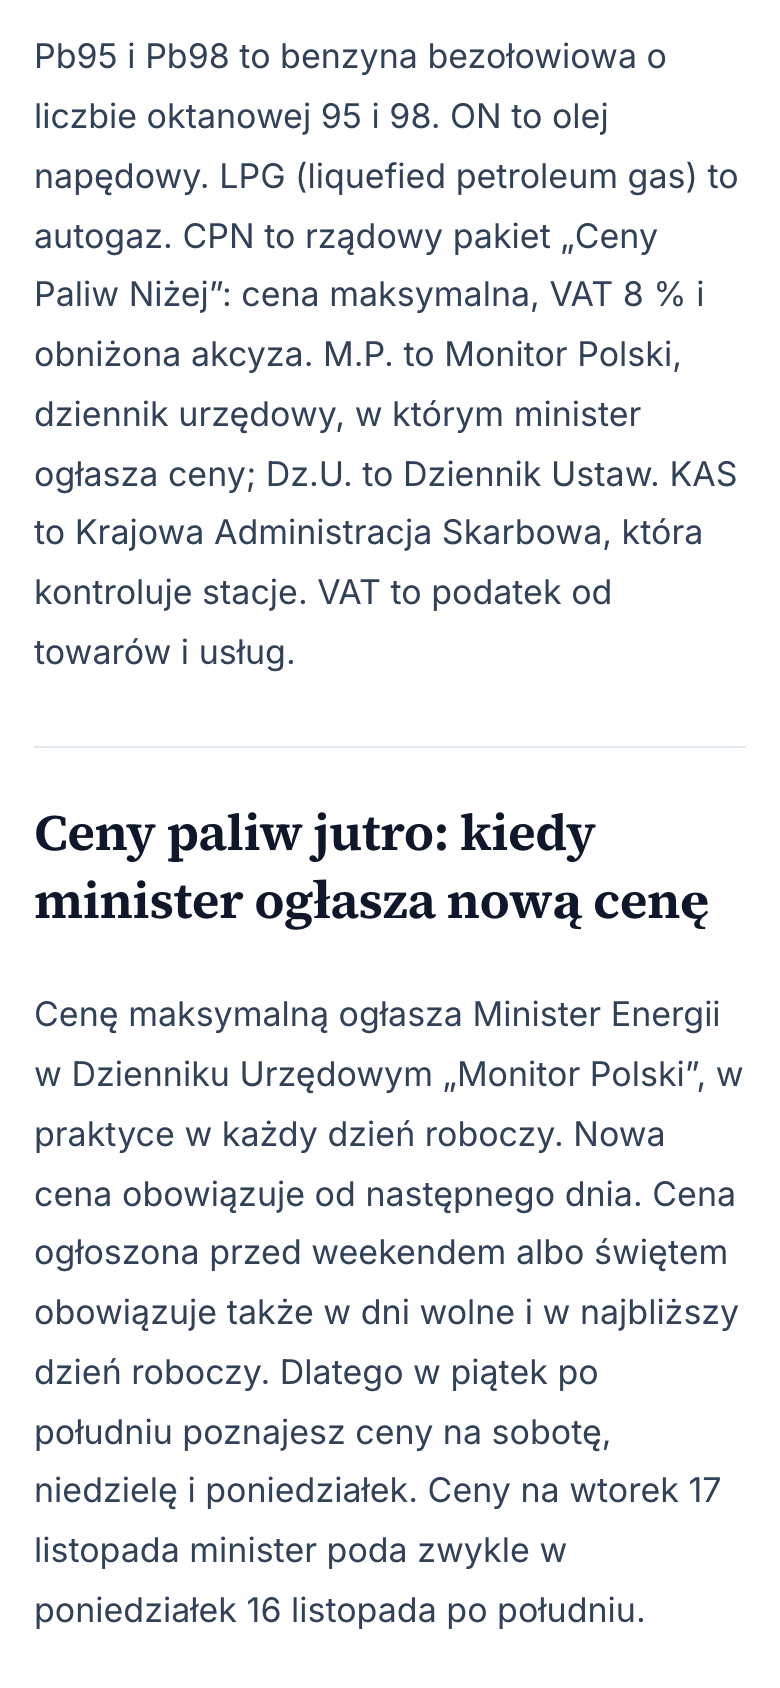 Pb95 i Pb98 to benzyna bezołowiowa o
liczbie oktanowej 95 i 98. ON to olej
napędowy. LPG (liquefied petroleum gas) to
autogaz. CPN to rządowy pakiet „Ceny
Paliw Niżej”: cena maksymalna, VAT 8 % i
obniżona akcyza. M.P. to Monitor Polski,
dziennik urzędowy, w którym minister
ogłasza ceny; Dz.U. to Dziennik Ustaw. KAS
to Krajowa Administracja Skarbowa, która
kontroluje stacje. VAT to podatek od
towarów i usług.
Ceny paliw jutro: kiedy
minister ogłasza nową cenę
Cenę maksymalną ogłasza Minister Energii
w Dzienniku Urzędowym „Monitor Polski”, w
praktyce w każdy dzień roboczy. Nowa
cena obowiązuje od następnego dnia. Cena
ogłoszona przed weekendem albo świętem
obowiązuje także w dni wolne i w najbliższy
dzień roboczy. Dlatego w piątek po
południu poznajesz ceny na sobotę,
niedzielę i poniedziałek. Ceny na wtorek 17
listopada minister poda zwykle w
poniedziałek 16 listopada po południu.